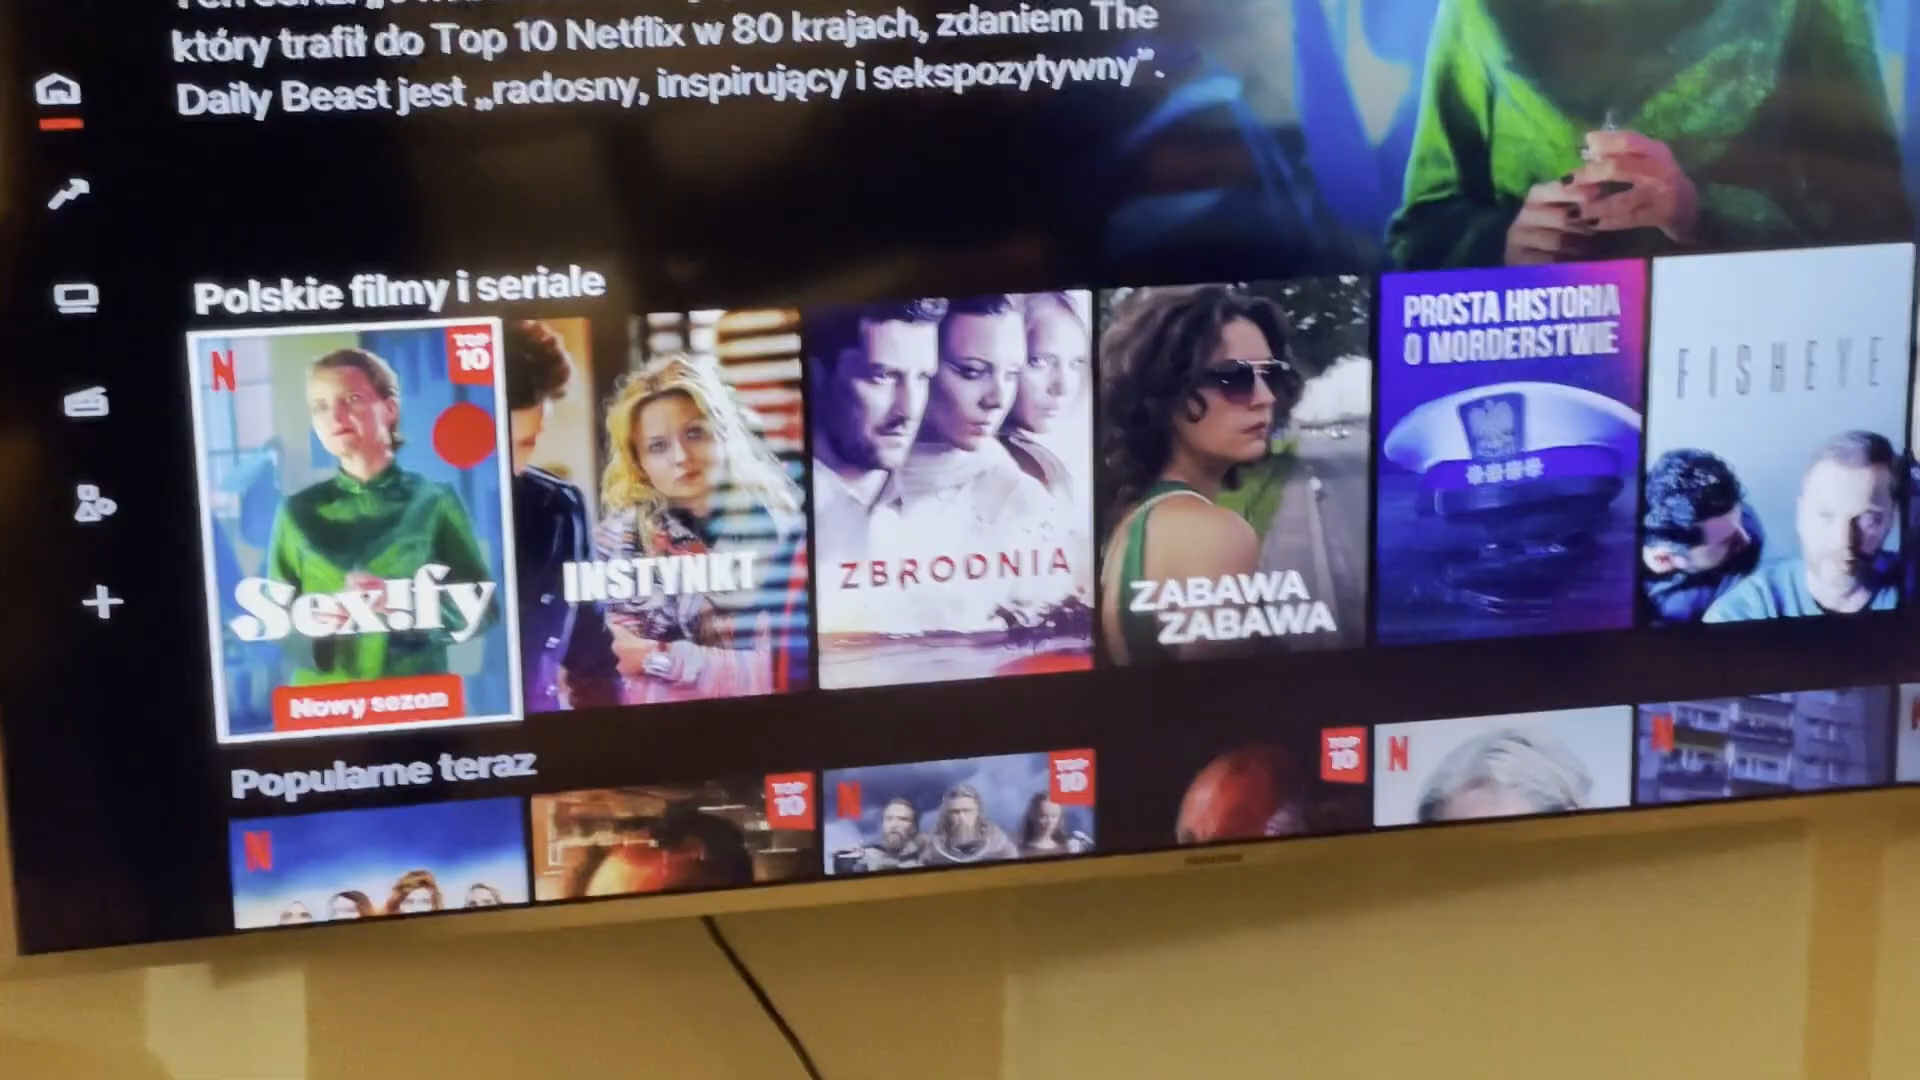 który trafił do Top 10 Netflix w 80 krajach, zdaniem The
Daily Beast jest „radosny, inspirujący i sekspozytywny”.
Polskie filmy i seriale
N
TOP
10
Sex!fy
Nowy sezon
INSTYNKT
ZBRODNIA
ZABAWA
ZABAWA
PROSTA HISTORIA
O MORDERSTWIE
FISHEYE
Popularne teraz
N
TOP
10
N
TOP
10
TOP
10
N
N
N